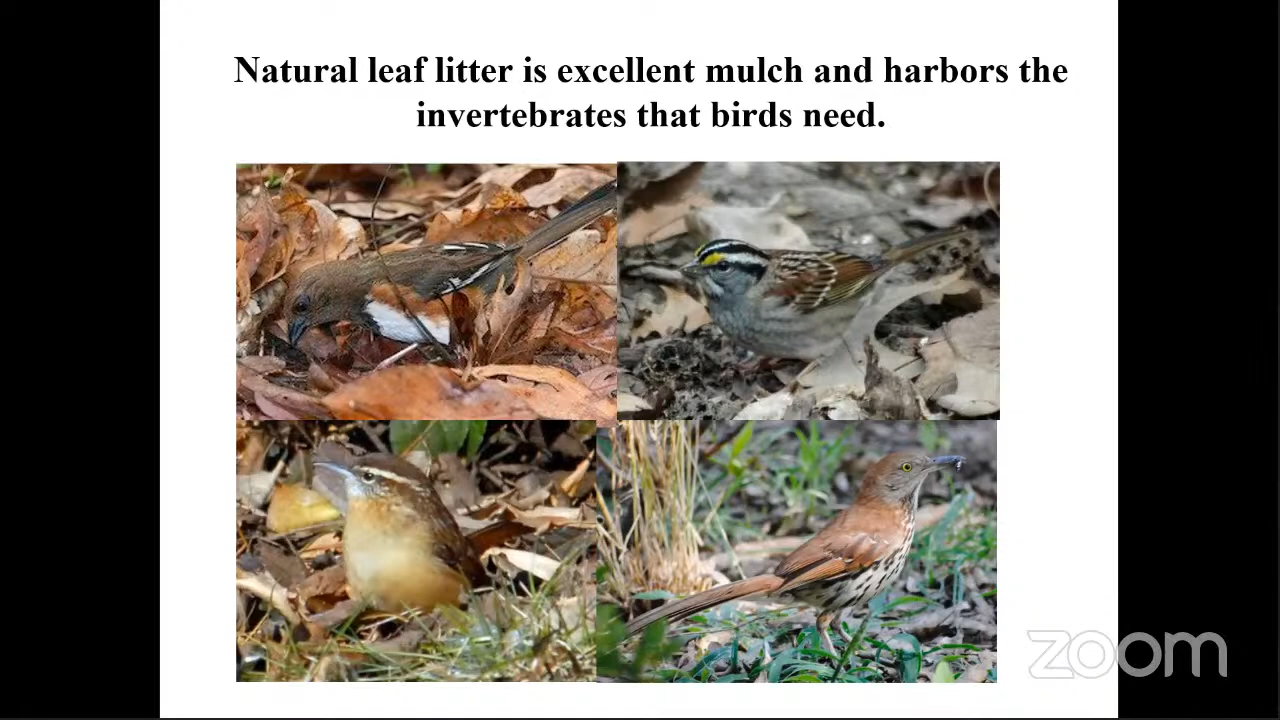 Natural leaf litter is excellent mulch and harbors the
invertebrates that birds need.
zoom